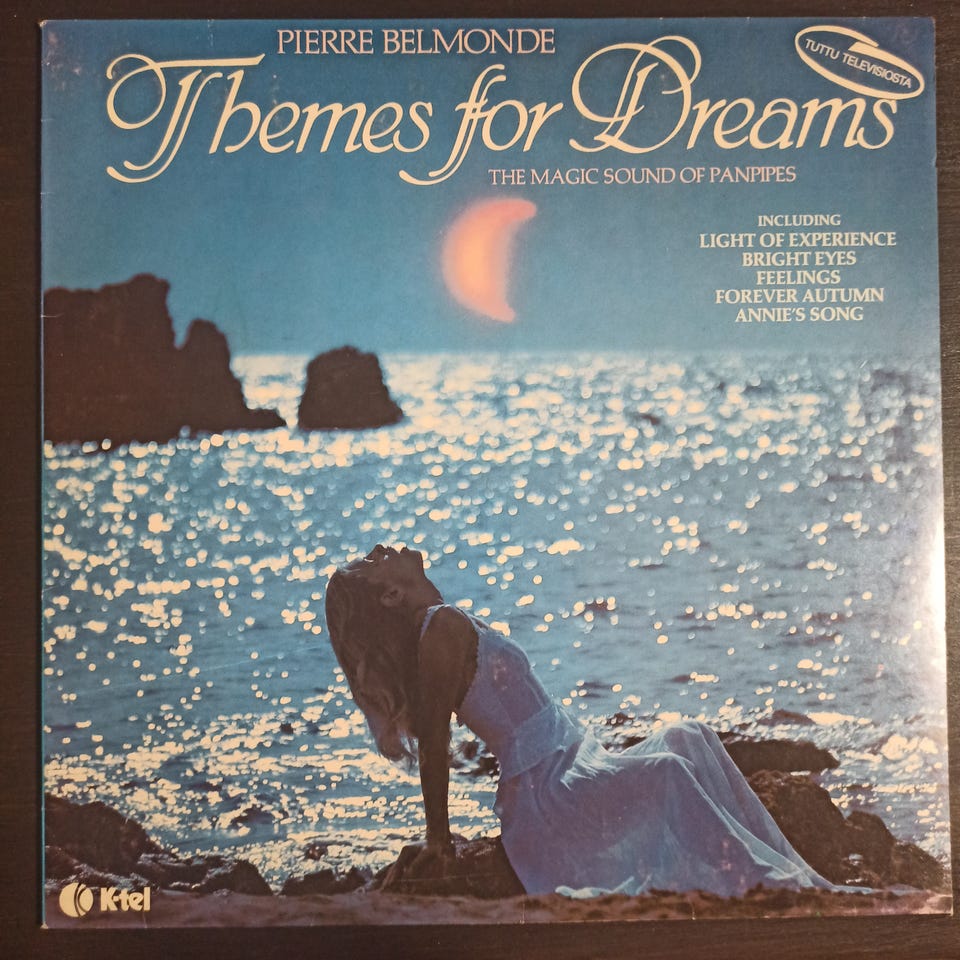 PIERRE BELMONDE
Themes for Dreams
TUTTU TELEVISIOSTA
THE MAGIC SOUND OF PANPIPES
INCLUDING
LIGHT OF EXPERIENCE
BRIGHT EYES
FEELINGS
FOREVER AUTUMN
ANNIE'S SONG
K-tel